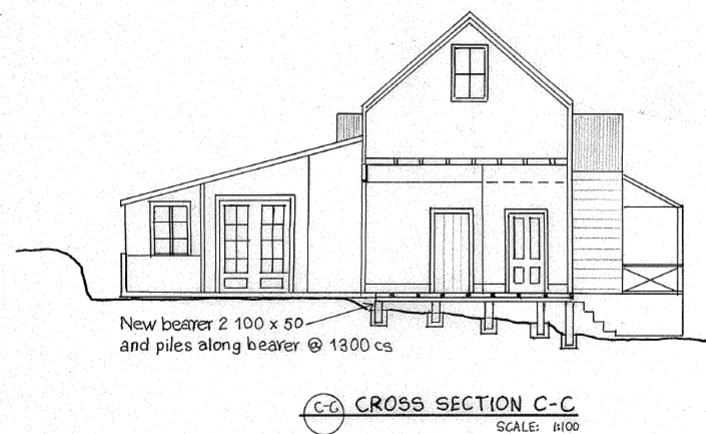 New bearer 2 100 x 50
and piles along bearer @ 1300 cs
C-C CROSS SECTION C-C
SCALE: 1:100